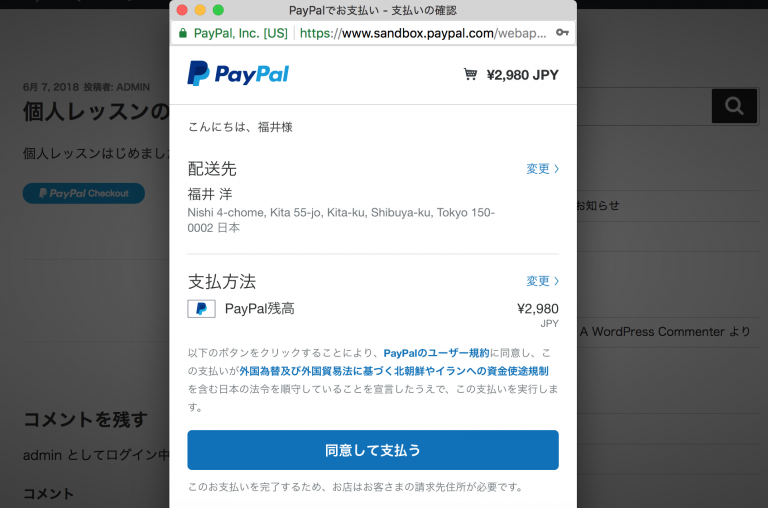 PayPalでお支払い - 支払いの確認
PayPal, Inc. [US] https://www.sandbox.paypal.com/webap...
PayPal
¥2,980 JPY
6月 7, 2018 投稿者: ADMIN
個人レッスンの
個人レッスンはじめまし
PayPal Checkout
こんにちは、福井様
配送先
変更
福井 洋
Nishi 4-chome, Kita 55-jo, Kita-ku, Shibuya-ku, Tokyo 150-
0002 日本
お知らせ
支払方法
変更
PayPal残高
¥2,980
JPY
A WordPress Commenter より
以下のボタンをクリックすることにより、PayPalのユーザー規約に同意し、こ
の支払いが外国為替及び外国貿易法に基づく北朝鮮やイランへの資金使途規制
を含む日本の法令を順守していることを宣言したうえで、この支払いを実行しま
す。
コメントを残す
admin としてログイン中
コメント
同意して支払う
このお支払いを完了するため、お店はお客さまの請求先住所が必要です。